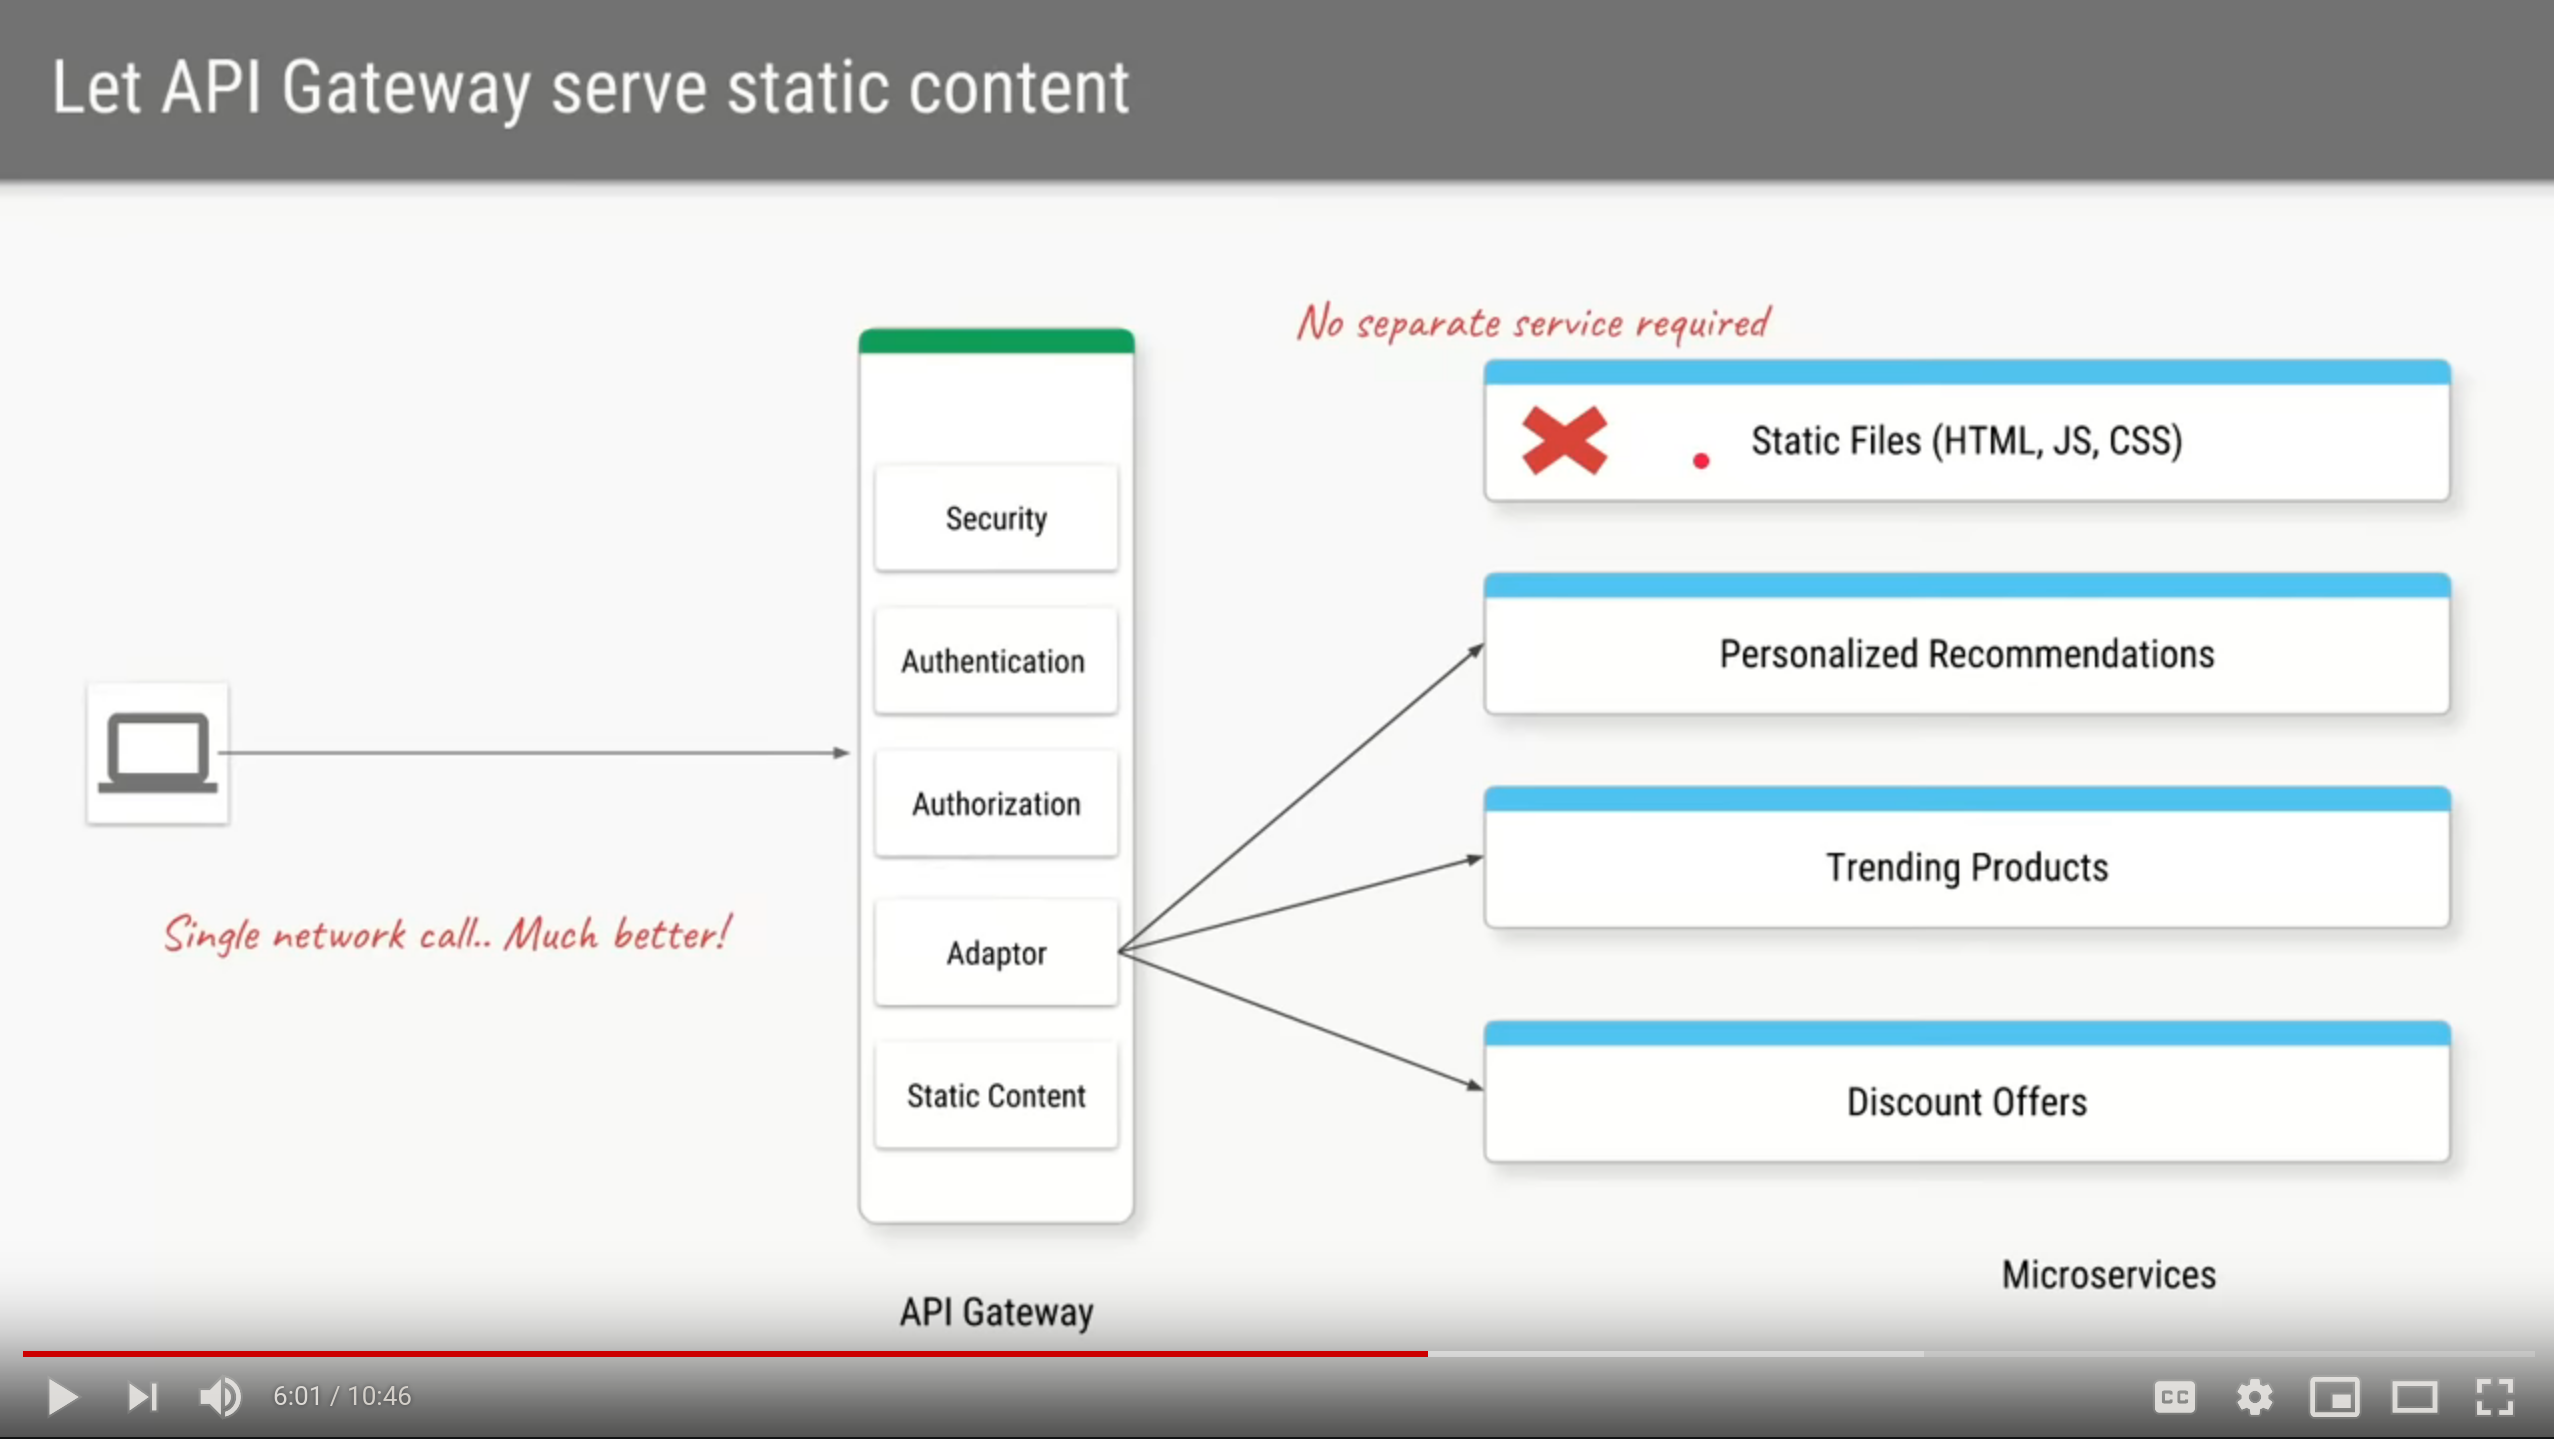 Let API Gateway serve static content
No separate service required
Static Files (HTML, JS, CSS)
Security
Authentication
Personalized Recommendations
Authorization
Trending Products
Single network call.. Much better!
Adaptor
Static Content
Discount Offers
Microservices
API Gateway
6:01 / 10:46
CC